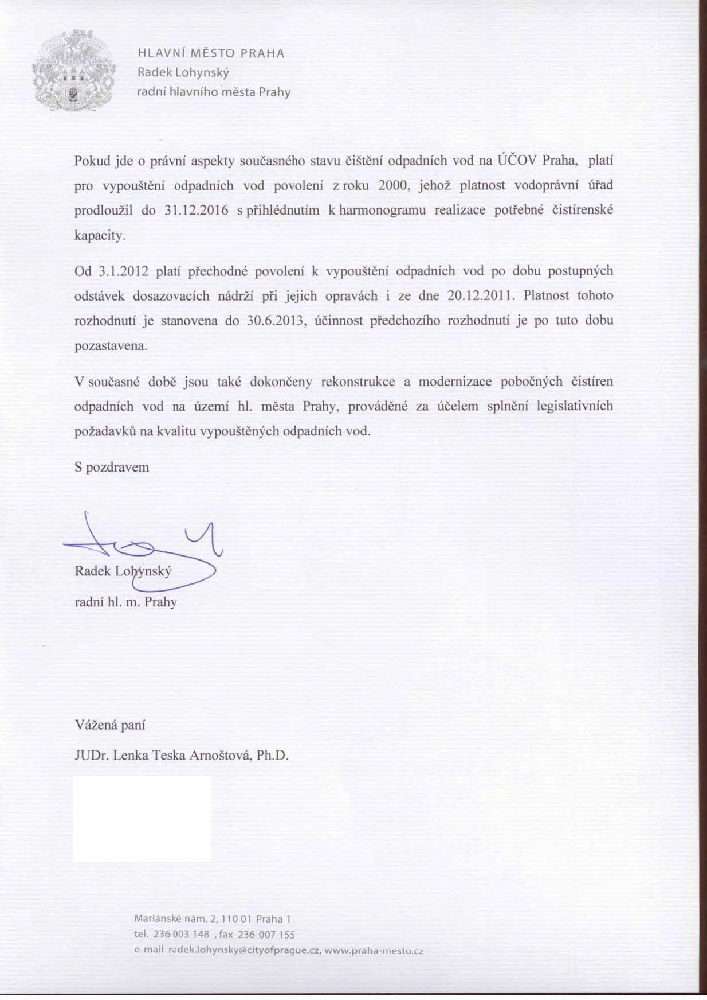 HLAVNÍ MĚSTO PRAHA
Radek Lohynský
radní hlavního města Prahy
Pokud jde o právní aspekty současného stavu čištění odpadních vod na ÚČOV Praha, platí
pro vypouštění odpadních vod povolení z roku 2000, jehož platnost vodoprávní úřad
prodloužil do 31.12.2016 s přihlédnutím k harmonogramu realizace potřebné čistírenské
kapacity.
Od 3.1.2012 platí přechodné povolení k vypouštění odpadních vod po dobu postupných
odstávek dosazovacích nádrží při jejich opravách i ze dne 20.12.2011. Platnost tohoto
rozhodnutí je stanovena do 30.6.2013, účinnost předchozího rozhodnutí je po tuto dobu
pozastavena.
V současné době jsou také dokončeny rekonstrukce a modernizace pobočných čistíren
odpadních vod na území hl. města Prahy, prováděné za účelem splnění legislativních
požadavků na kvalitu vypouštěných odpadních vod.
S pozdravem
Radek Lohynský
radní hl. m. Prahy
Vážená paní
JUDr. Lenka Teska Arnoštová, Ph.D.
Mariánské nám. 2, 110 01 Praha 1
tel. 236 003 148 , fax 236 007 155
e-mail radek.lohynsky@cityofprague.cz, www.praha-mesto.cz